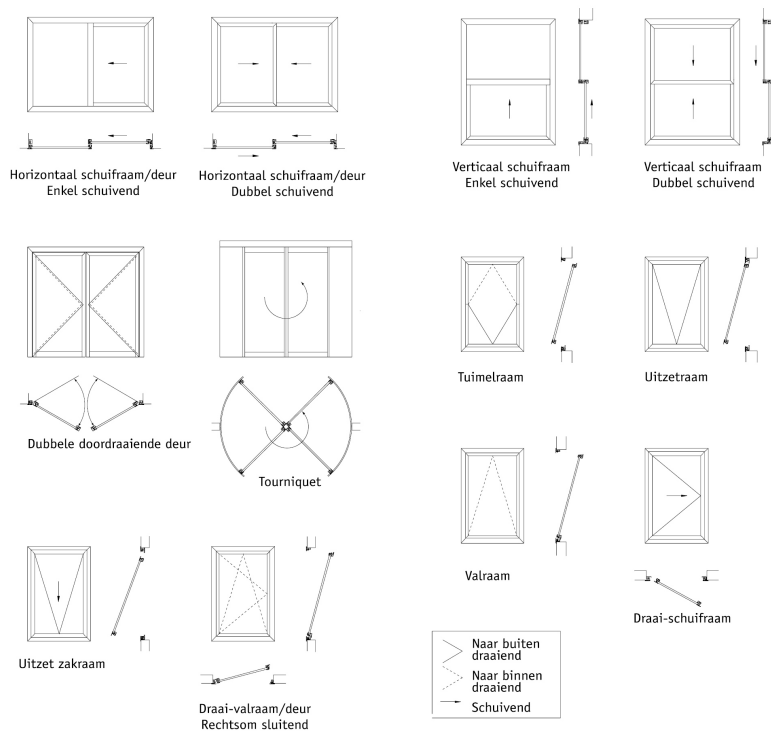 Horizontaal schuifraam/deur
Enkel schuivend
Horizontaal schuifraam/deur
Dubbel schuivend
Verticaal schuifraam
Enkel schuivend
Verticaal schuifraam
Dubbel schuivend
Dubbele doordraaiende deur
Tourniquet
Tuimelraam
Uitzetraam
Valraam
Draai-schuifraam
Uitzet zakraam
Draai-valraam/deur
Rechtsom sluitend
Naar buiten
draaiend
Naar binnen
draaiend
Schuivend